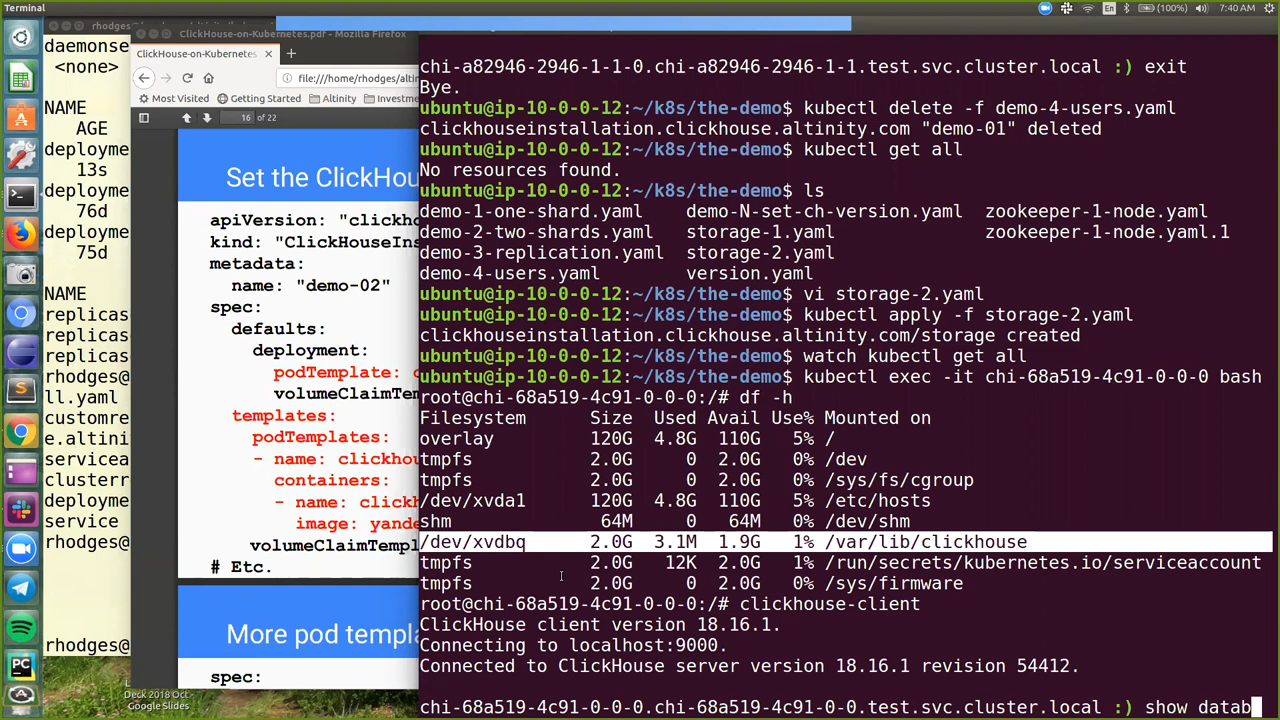 Terminal
En
(100%)
7:40 AM
rhodges@
daemonse
<none>
NAME
AGE
deployme
13s
deployme
76d
deployme
75d
NAME
replicas
replicas
replicas
rhodges@
ll.yaml
customre
e.altini
servicea
clusterr
deployme
service
rhodges@
ClickHouse-on-Kubernetes.pdf - Mozilla Firefox
ClickHouse-on-Kubernetes
file:///home/rhodges/altin
Most Visited
Getting Started
Altinity
Investme
16 of 22
Set the ClickHou
apiVersion: "clickho
kind: "ClickHouseIns
metadata:
name: "demo-02"
spec:
defaults:
deployment:
podTemplate: c
volumeClaimTem
templates:
podTemplates:
- name: clickho
containers:
- name: clickh
image: yande
volumeClaimTempl
# Etc.
More pod templa
spec:
PC
Deck 2018 Oct -
Google Slides
chi-a82946-2946-1-1-0.chi-a82946-2946-1-1.test.svc.cluster.local :) exit
Bye.
ubuntu@ip-10-0-0-12:~/k8s/the-demo$ kubectl delete -f demo-4-users.yaml
clickhouseinstallation.clickhouse.altinity.com "demo-01" deleted
ubuntu@ip-10-0-0-12:~/k8s/the-demo$ kubectl get all
No resources found.
ubuntu@ip-10-0-0-12:~/k8s/the-demo$ ls
demo-1-one-shard.yaml demo-N-set-ch-version.yaml zookeeper-1-node.yaml
demo-2-two-shards.yaml storage-1.yaml zookeeper-1-node.yaml.1
demo-3-replication.yaml storage-2.yaml
demo-4-users.yaml version.yaml
ubuntu@ip-10-0-0-12:~/k8s/the-demo$ vi storage-2.yaml
ubuntu@ip-10-0-0-12:~/k8s/the-demo$ kubectl apply -f storage-2.yaml
clickhouseinstallation.clickhouse.altinity.com/storage created
ubuntu@ip-10-0-0-12:~/k8s/the-demo$ watch kubectl get all
ubuntu@ip-10-0-0-12:~/k8s/the-demo$ kubectl exec -it chi-68a519-4c91-0-0-0 bash
root@chi-68a519-4c91-0-0-0:/# df -h
Filesystem Size Used Avail Use% Mounted on
overlay 120G 4.8G 110G 5% /
tmpfs 2.0G 0 2.0G 0% /dev
tmpfs 2.0G 0 2.0G 0% /sys/fs/cgroup
/dev/xvda1 120G 4.8G 110G 5% /etc/hosts
shm 64M 0 64M 0% /dev/shm
/dev/xvdbq 2.0G 3.1M 1.9G 1% /var/lib/clickhouse
tmpfs 2.0G 12K 2.0G 1% /run/secrets/kubernetes.io/serviceaccount
tmpfs 2.0G 0 2.0G 0% /sys/firmware
root@chi-68a519-4c91-0-0-0:/# clickhouse-client
ClickHouse client version 18.16.1.
Connecting to localhost:9000.
Connected to ClickHouse server version 18.16.1 revision 54412.
chi-68a519-4c91-0-0-0.chi-68a519-4c91-0-0.test.svc.cluster.local :) show datab